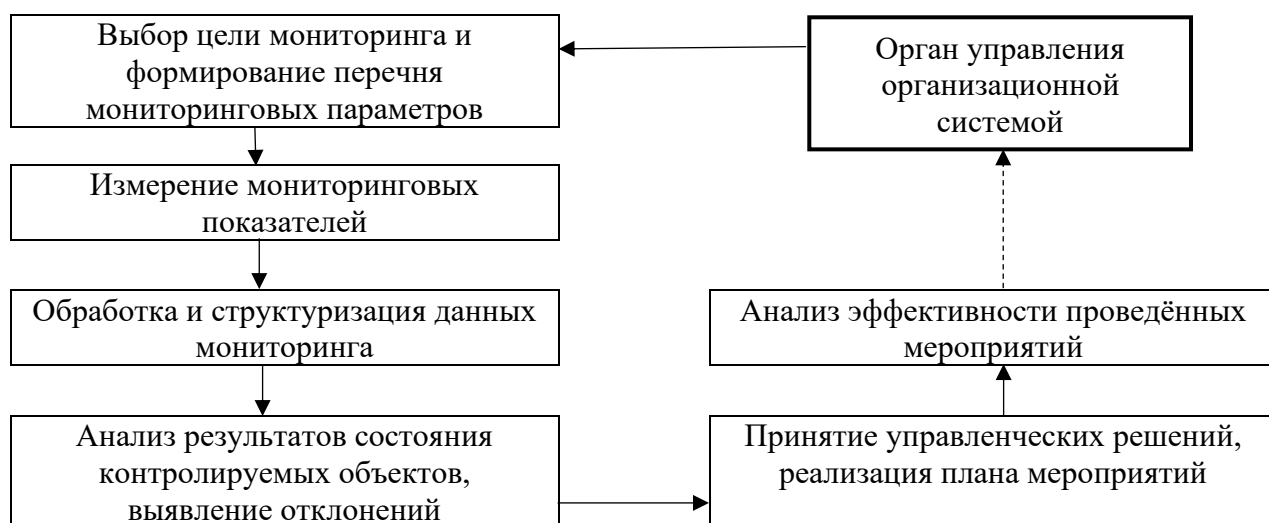 Выбор цели мониторинга и
формирование перечня
мониторинговых параметров
Орган управления
организационной
системой
Измерение мониторинговых
показателей
Обработка и структуризация данных
мониторинга
Анализ эффективности проведённых
мероприятий
Анализ результатов состояния
контролируемых объектов,
выявление отклонений
Принятие управленческих решений,
реализация плана мероприятий